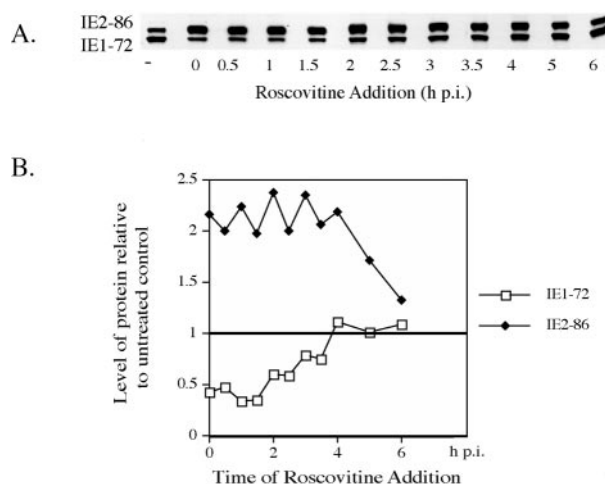 A.
IE2-86
IE1-72
- 0 0.5 1 1.5 2 2.5 3 3.5 4 5 6
Roscovitine Addition (h p.i.)
B.
Level of protein relative
to untreated control
2.5
2
1.5
1
0.5
0
0 2 4 6 h p.i.
Time of Roscovitine Addition
IE1-72
IE2-86